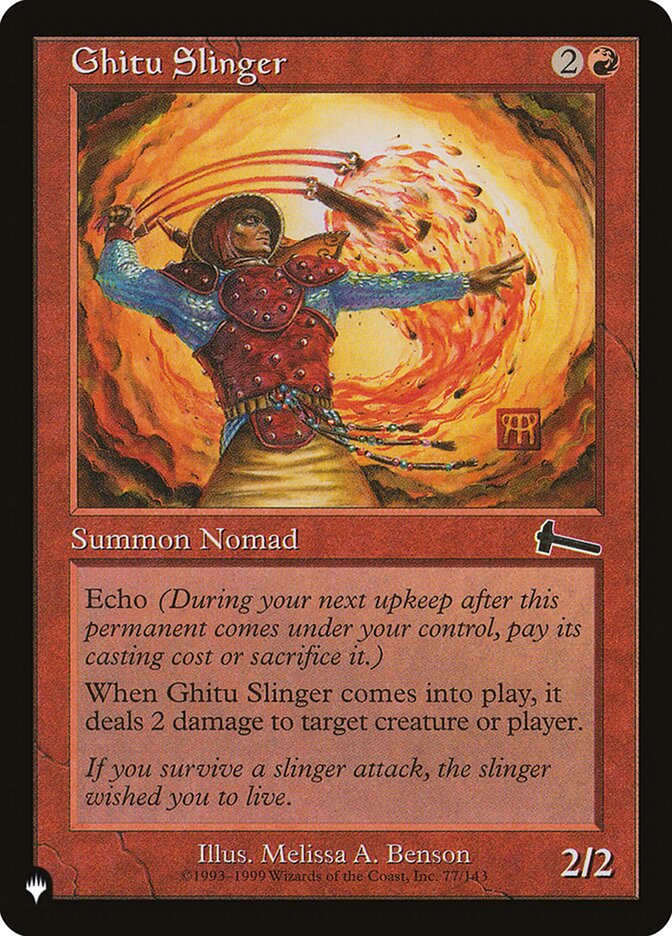 Ghitu Slinger 2
Summon Nomad
Echo (During your next upkeep after this
permanent comes under your control, pay its
casting cost or sacrifice it.)
When Ghitu Slinger comes into play, it
deals 2 damage to target creature or player.
If you survive a slinger attack, the slinger
wished you to live.
Illus. Melissa A. Benson
©1993–1999 Wizards of the Coast, Inc. 77/143
2/2